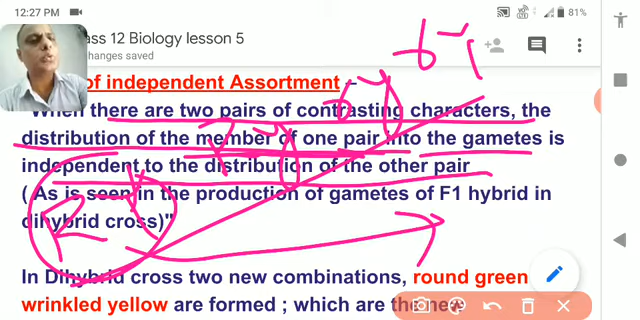 12:27 PM
81%
ass 12 Biology lesson 5
changes saved
of independent Assortment –
"When there are two pairs of contrasting characters, the
distribution of the member of one pair into the gametes is
independent to the distribution of the other pair
( As is seen in the production of gametes of F1 hybrid in
dihybrid cross)"
In Dihybrid cross two new combinations, round green
wrinkled yellow are formed ; which are the new